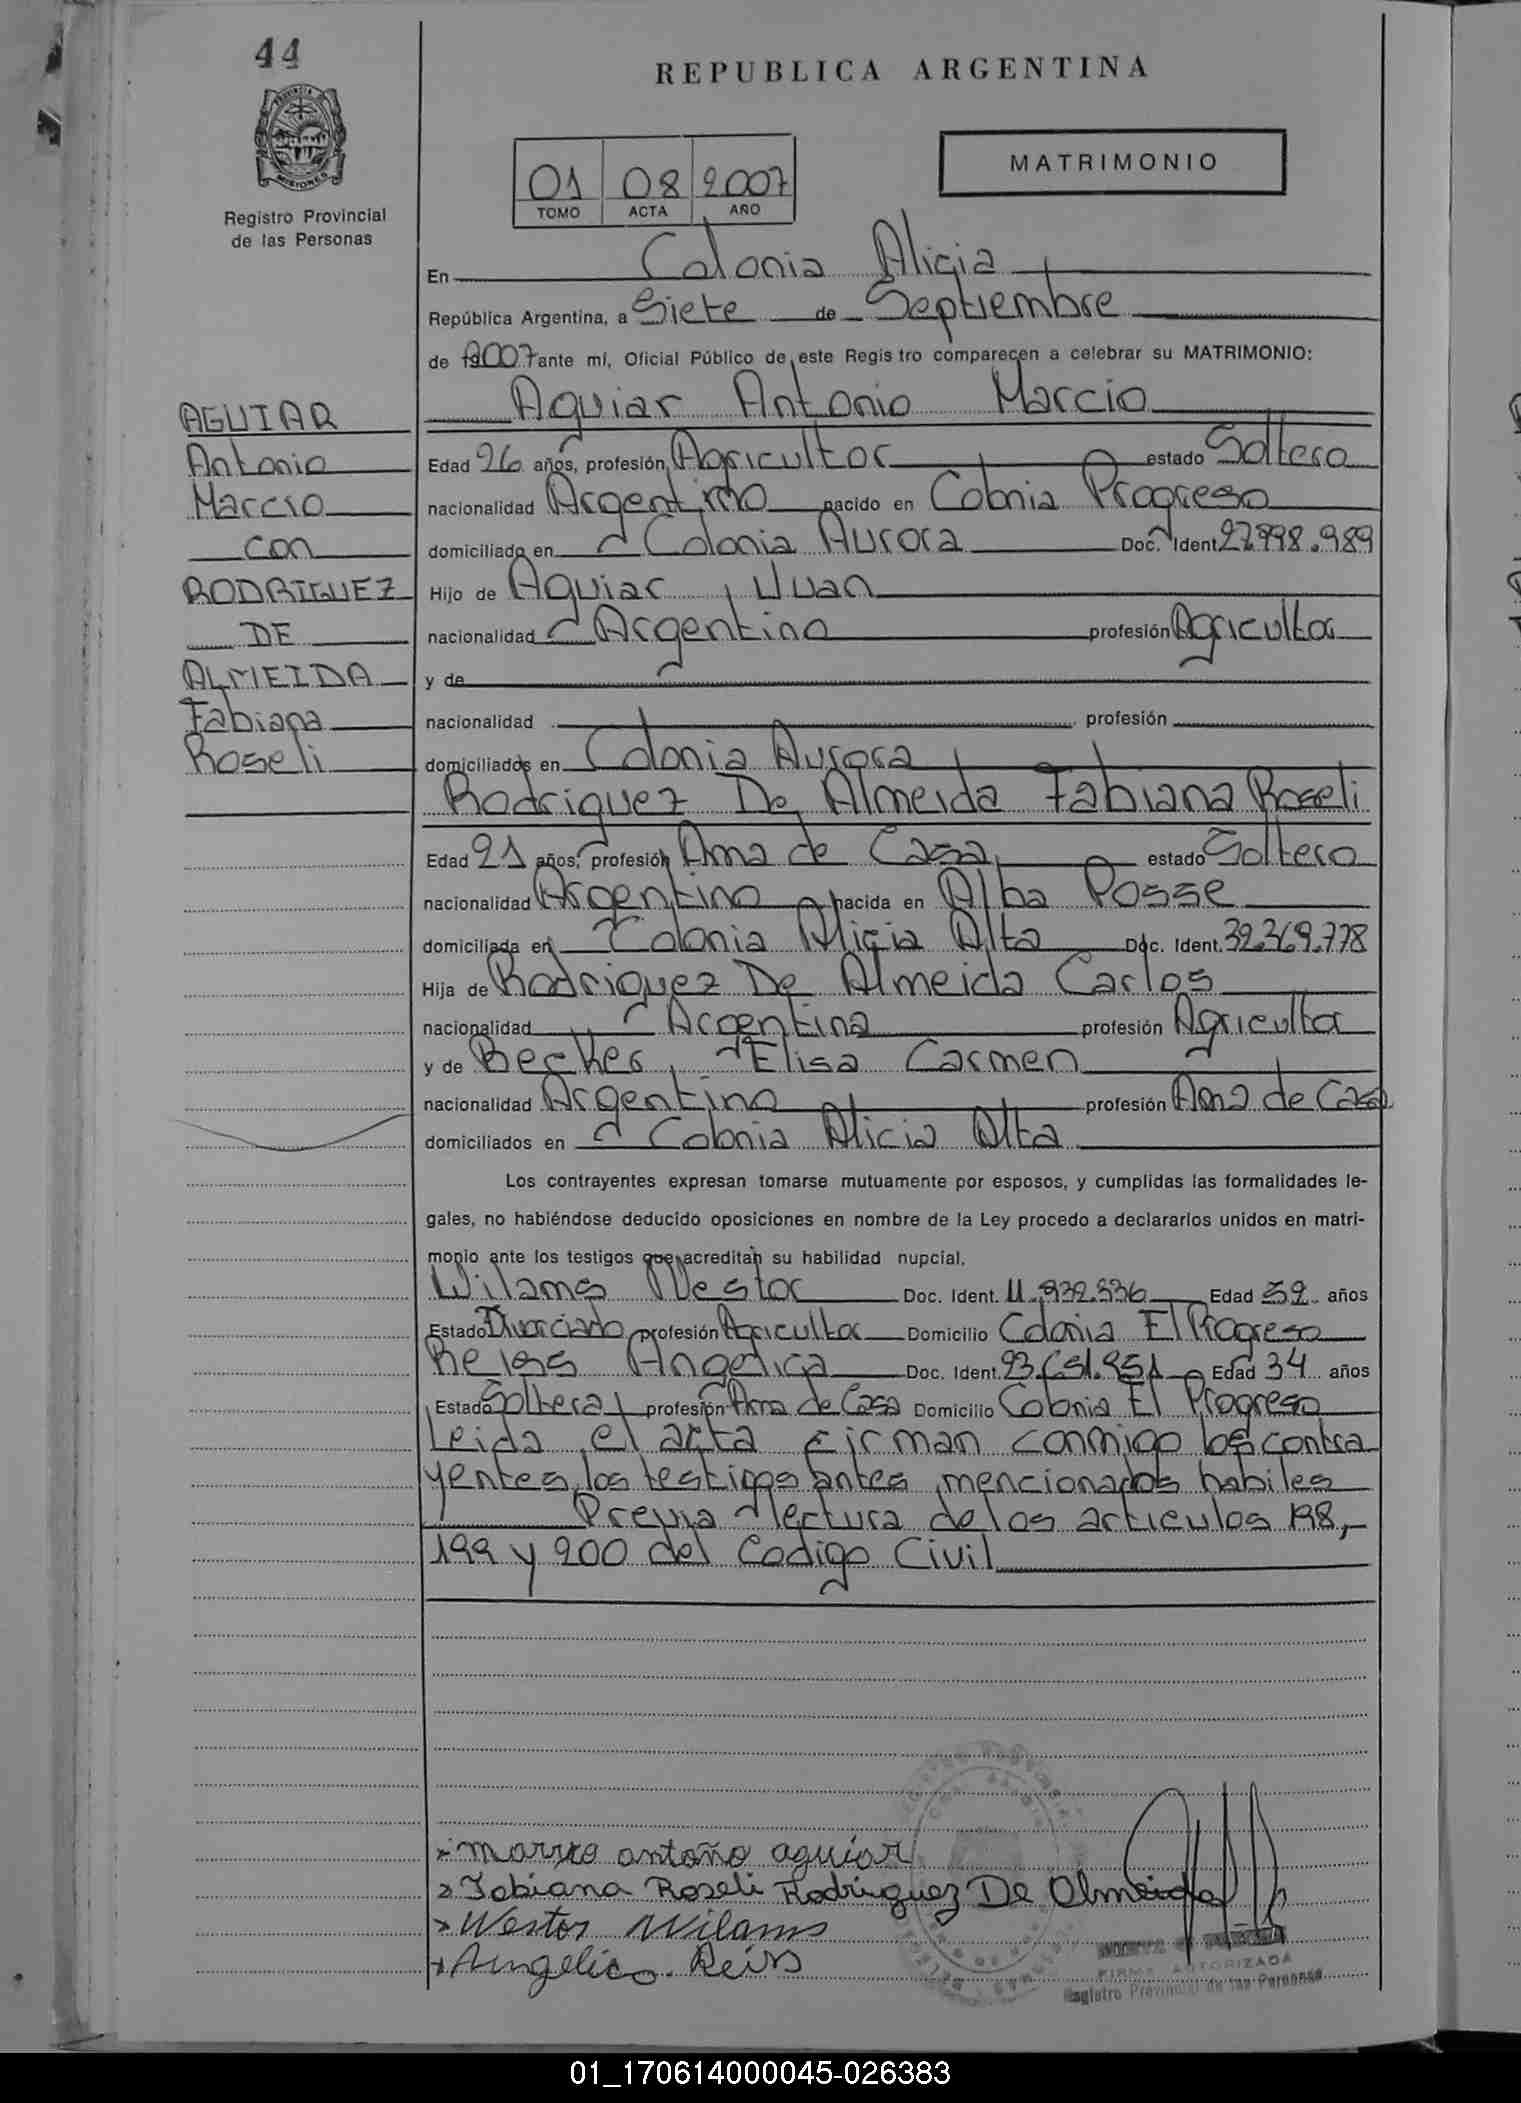 44
REPUBLICA ARGENTINA
MATRIMONIO
PROVINCIA
MISIONES
Registro Provincial
de las Personas
01 08 2007
TOMO ACTA AÑO
En Colonia Alicia
República Argentina, a Siete de Septiembre
de 2007 ante mí, Oficial Público de este Registro comparecen a celebrar su MATRIMONIO:
Aguiar Antonio Marcio
AGUIAR
Antonio
Marcio
con
RODRIGUEZ
DE
ALMEIDA
Fabiana
Roseli
Edad 26 años, profesión Agricultor estado Soltero
nacionalidad Argentino nacido en Colonia Progreso
domiciliado en Colonia Aurora Doc. Ident. 27.998.989
Hijo de Aguiar Juan
nacionalidad Argentina profesión Agricultor
y de
nacionalidad profesión
domiciliados en Colonia Aurora
Rodriguez De Almeida Fabiana Roseli
Edad 21 años, profesión Ama de Casa estado Soltero
nacionalidad Argentino nacida en Alba Posse
domiciliada en Colonia Alicia Alta Doc. Ident. 32.369.778
Hija de Rodriguez De Almeida Carlos
nacionalidad Argentina profesión Agricultor
y de Becker Elisa Carmen
nacionalidad Argentina profesión Ama de Casa
domiciliados en Colonia Alicia Alta
Los contrayentes expresan tomarse mutuamente por esposos, y cumplidas las formalidades le-
gales, no habiéndose deducido oposiciones en nombre de la Ley procedo a declararlos unidos en matri-
monio ante los testigos que acreditan su habilidad nupcial,
Wilams Nestor Doc. Ident. Edad 52 años
Estado Divorciado profesión Agricultor Domicilio Colonia El Progreso
Angelica Doc. Ident. Edad 34 años
Estado Soltera profesión Ama de Casa Domicilio Colonia El Progreso
Leida el acta firman conmigo los contra
yentes, los testigos antes mencionados habiles
Previa lectura de los articulos 198,
199 y 200 del Codigo Civil
marxio antoño aguiar
Fabiana Roseli Rodriguez De Almeida
Nestor Wilams
Angelica Reis
FIRMA AUTORIZADA
Registro Provincial de las Personas
01_170614000045-026383